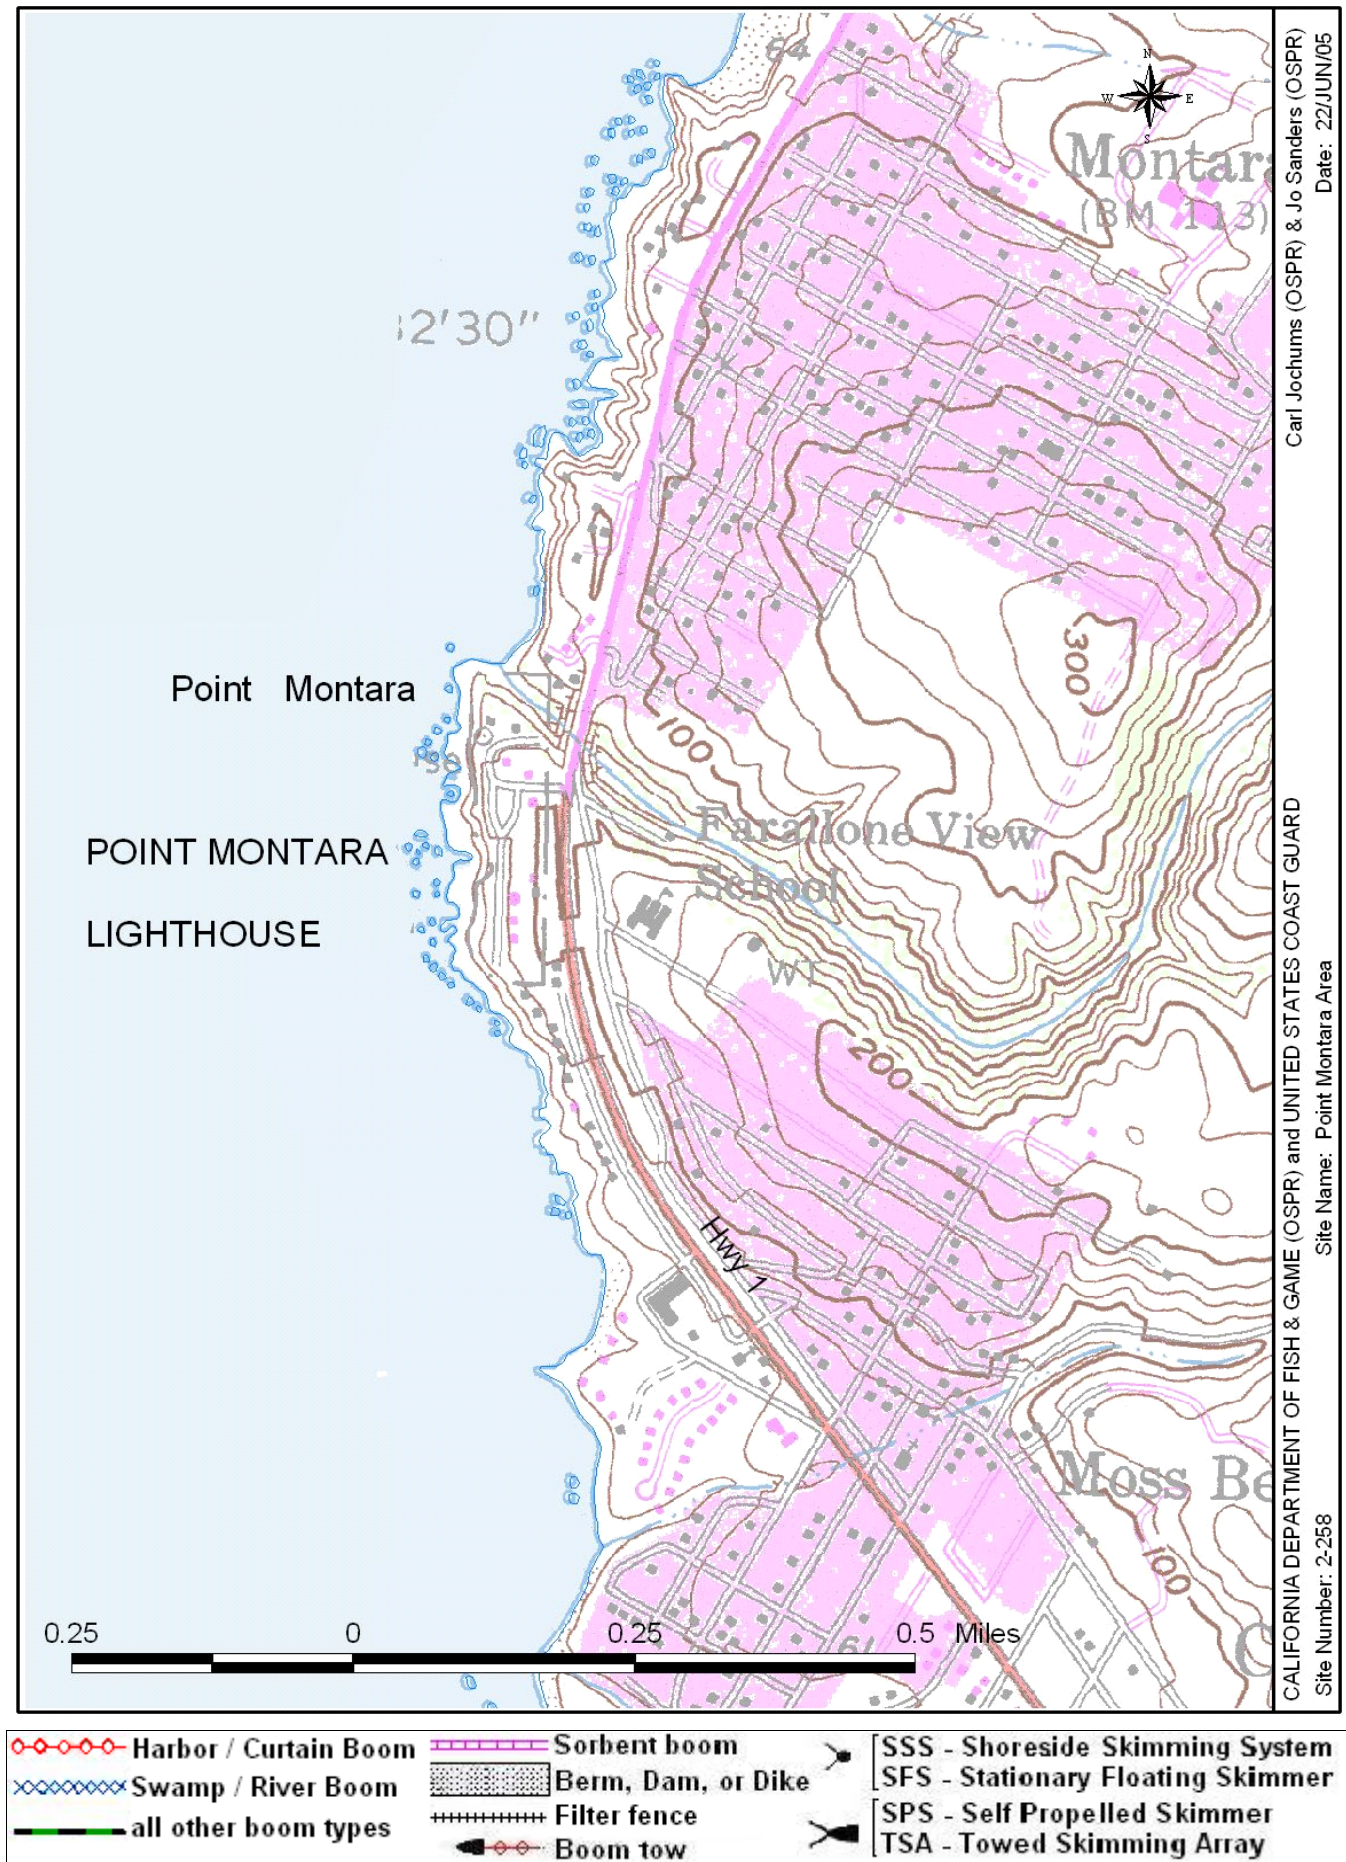 64
N
W E
S
Montara
(BM 113)
2'30"
300
Point Montara
100
POINT MONTARA
LIGHTHOUSE
Farallone View
School
WT
200
Hwy 1
Moss Be
100
0.25 0 0.25 0.5 Miles
Carl Jochums (OSPR) & Jo Sanders (OSPR)
Date: 22/JUN/05
CALIFORNIA DEPARTMENT OF FISH & GAME (OSPR) and UNITED STATES COAST GUARD
Site Number: 2-258 Site Name: Point Montara Area
Harbor / Curtain Boom
Swamp / River Boom
all other boom types
Sorbent boom
Berm, Dam, or Dike
Filter fence
Boom tow
SSS - Shoreside Skimming System
SFS - Stationary Floating Skimmer
SPS - Self Propelled Skimmer
TSA - Towed Skimming Array